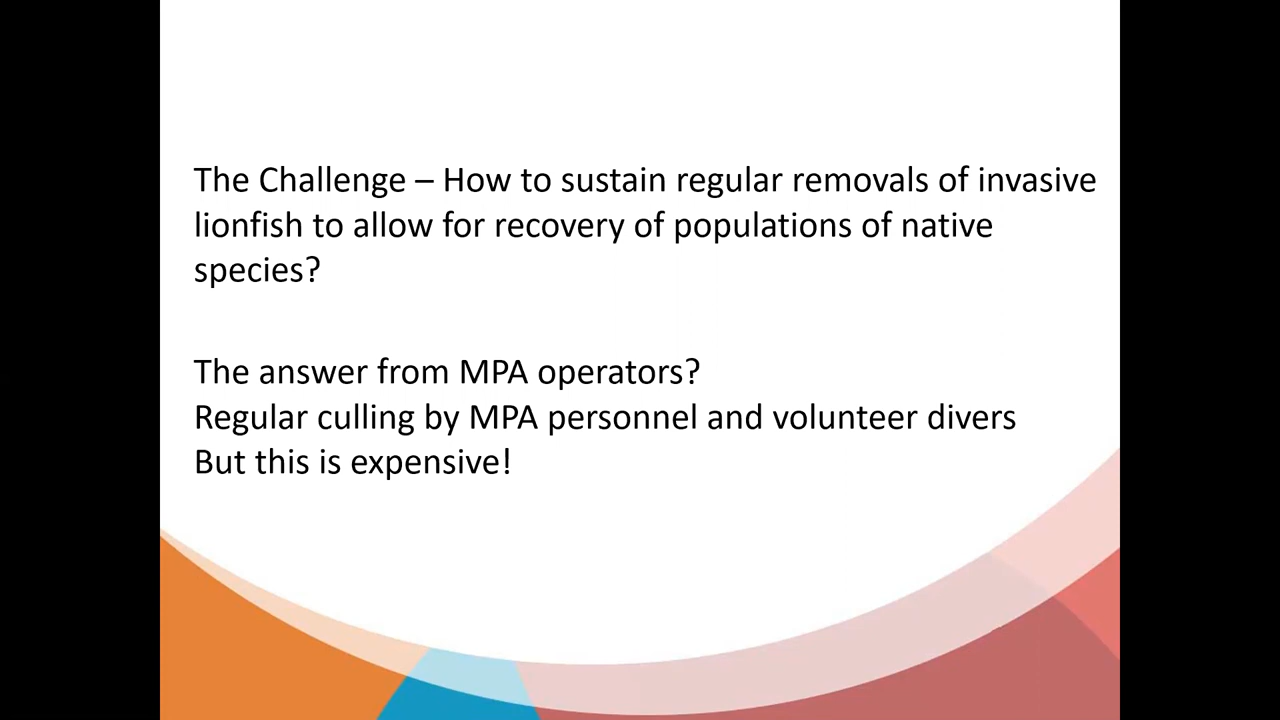 The Challenge – How to sustain regular removals of invasive
lionfish to allow for recovery of populations of native
species?
The answer from MPA operators?
Regular culling by MPA personnel and volunteer divers
But this is expensive!